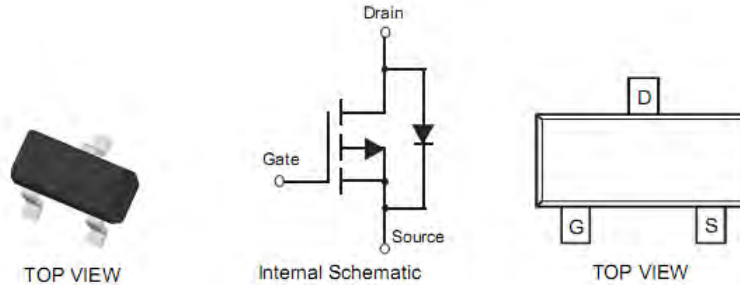 Drain
D
Gate
G
S
Source
TOP VIEW
Internal Schematic
TOP VIEW